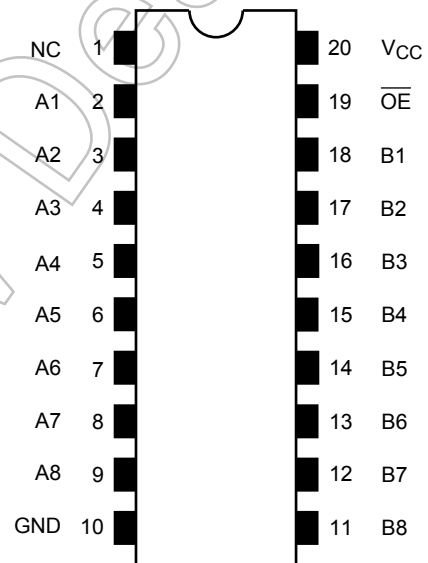 NC 1 20 VCC
A1 2 19 OE
A2 3 18 B1
A3 4 17 B2
A4 5 16 B3
A5 6 15 B4
A6 7 14 B5
A7 8 13 B6
A8 9 12 B7
GND 10 11 B8